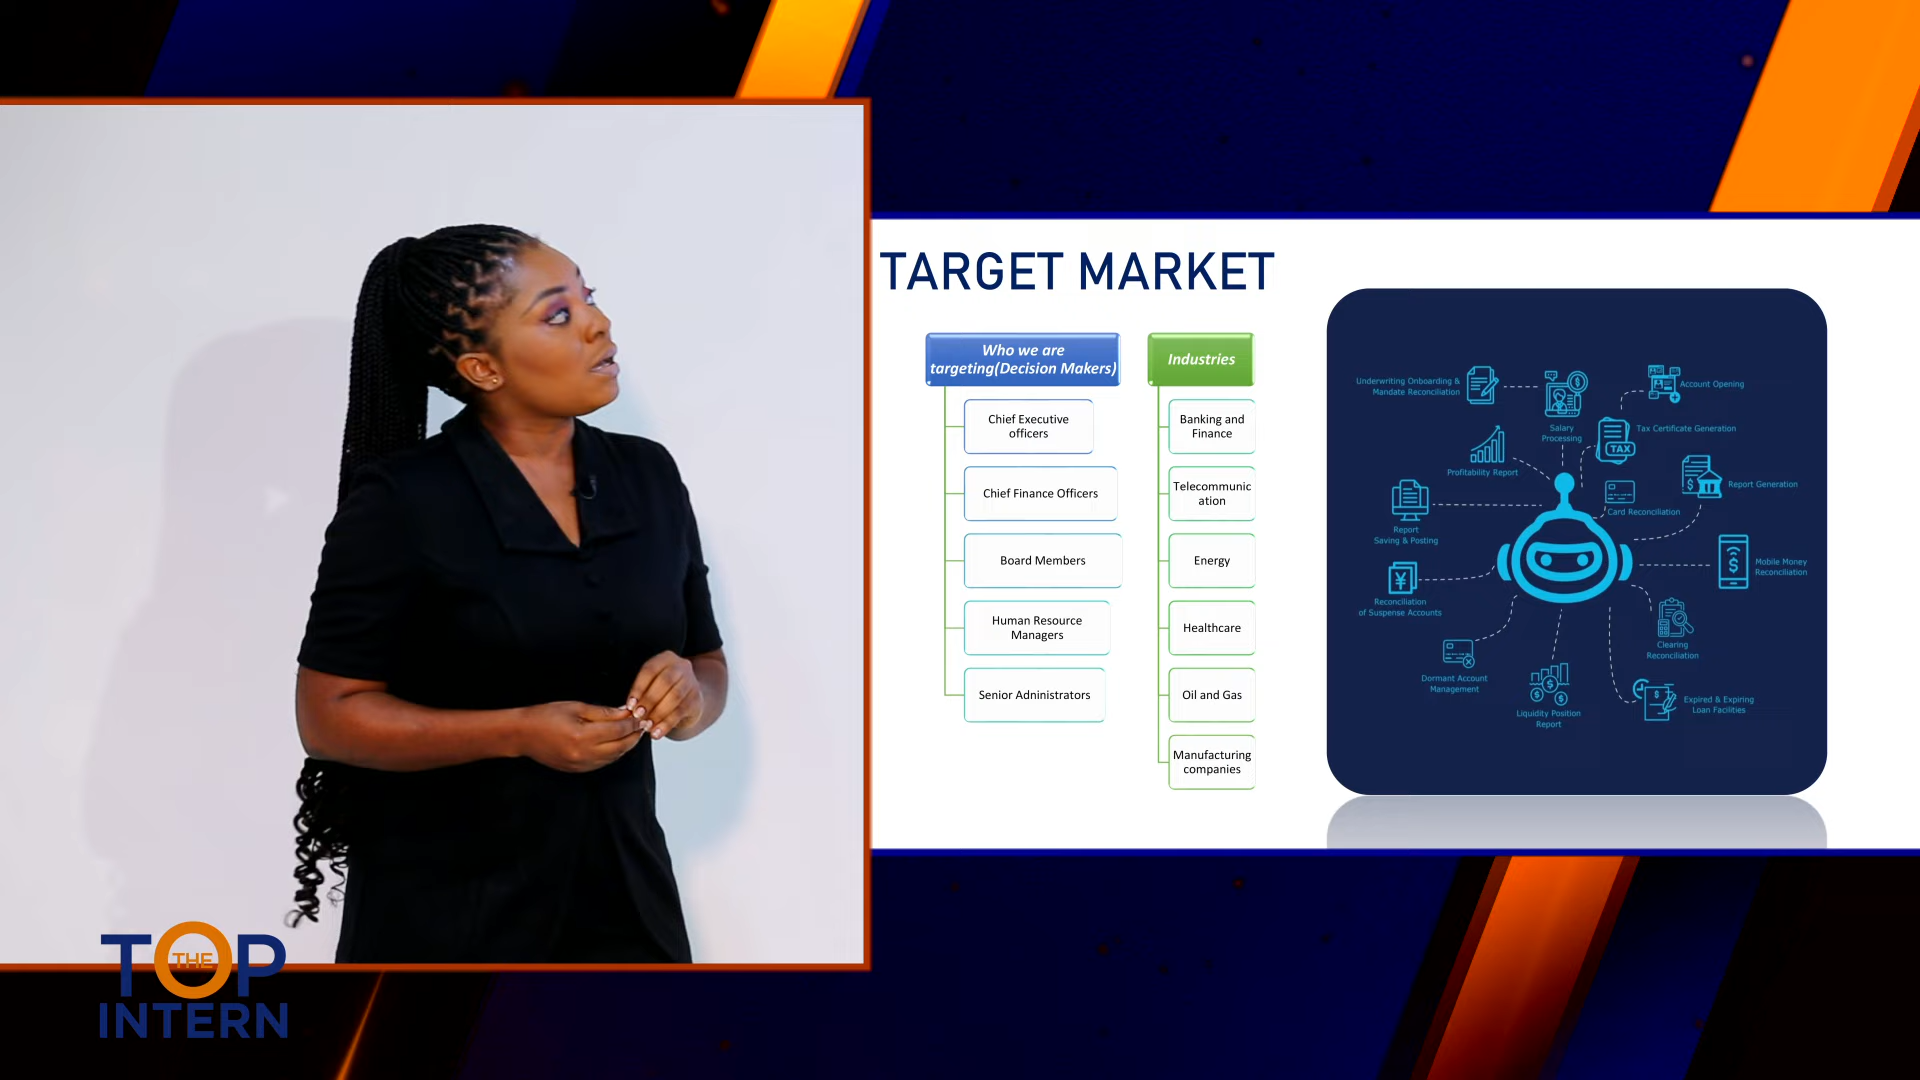 TARGET MARKET
Who we are
targeting(Decision Makers)
Chief Executive
officers
Chief Finance Officers
Board Members
Human Resource
Managers
Senior Adninistrators
Industries
Banking and
Finance
Telecommunic
ation
Energy
Healthcare
Oil and Gas
Manufacturing
companies
Underwriting Onboarding &
Mandate Reconciliation
Salary
Processing
Account Opening
TAX
Tax Certificate Generation
Profitability Report
Report Generation
Card Reconciliation
Report
Saving & Posting
Mobile Money
Reconciliation
Reconciliation
of Suspense Accounts
Clearing
Reconciliation
Dormant Account
Management
Liquidity Position
Report
Expired & Expiring
Loan Facilities
THE
TOP
INTERN